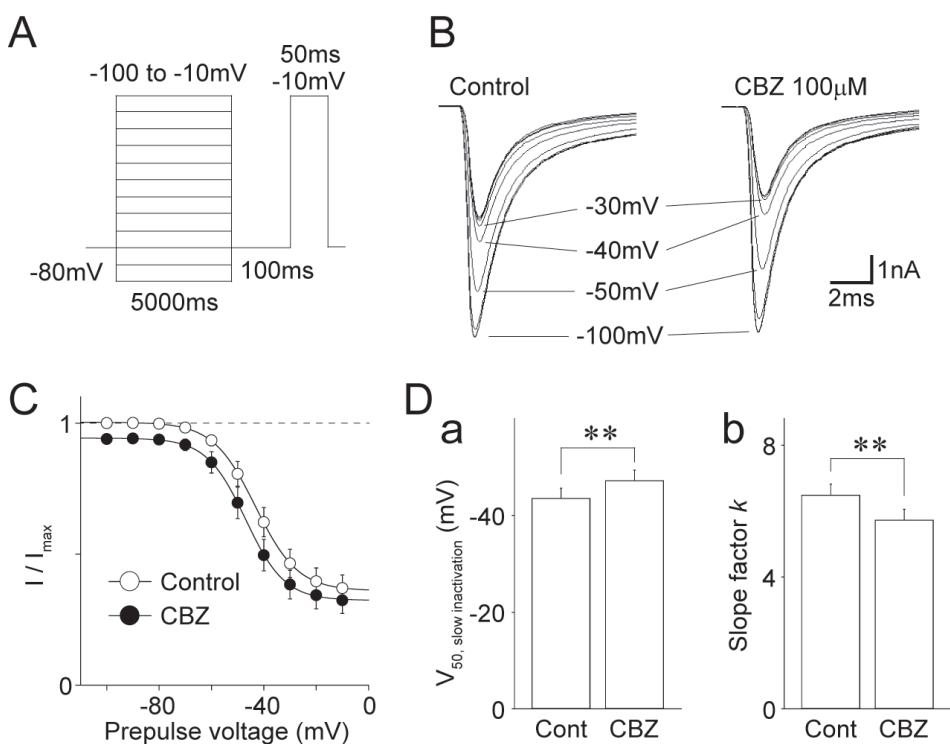 A
-100 to -10mV
50ms
-10mV
-80mV
100ms
5000ms
B
Control
CBZ 100μM
-30mV
-40mV
-50mV
-100mV
1nA
2ms
C
1
I / Imax
Control
CBZ
0
-80
-40
0
Prepulse voltage (mV)
D
a
**
-40
-20
0
V50, slow inactivation (mV)
Cont
CBZ
b
**
8
4
0
Slope factor k
Cont
CBZ